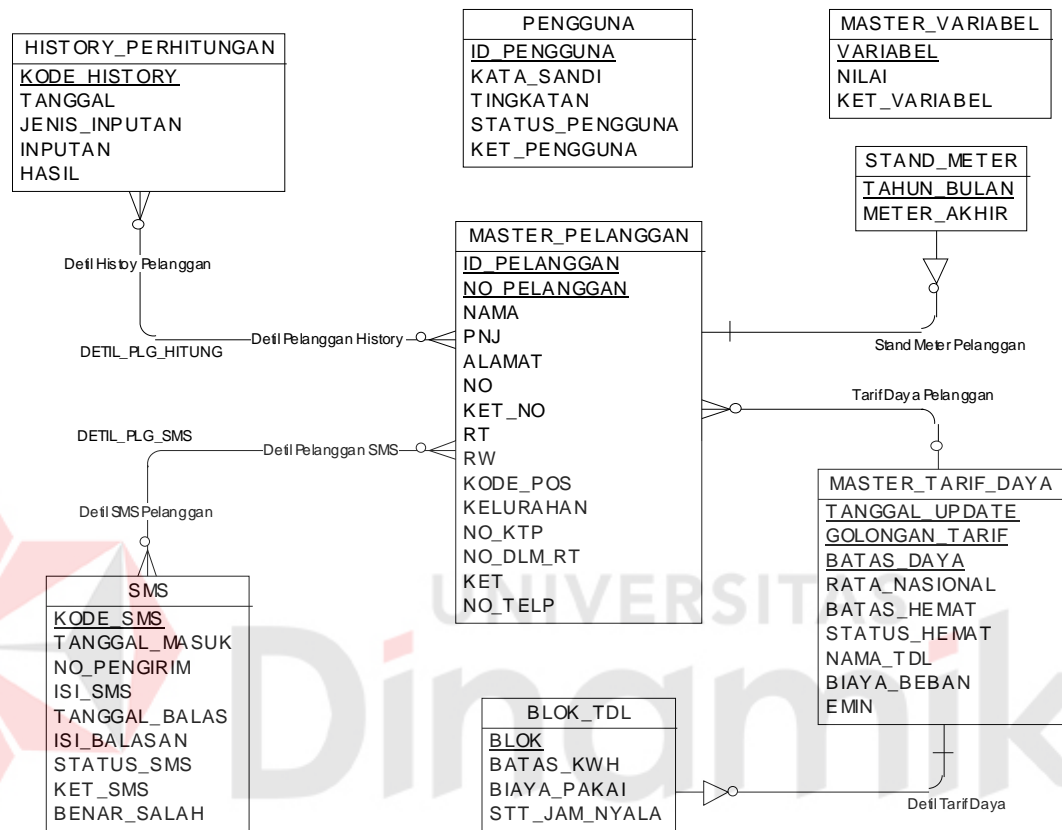 HISTORY_PERHITUNGAN
KODE_HISTORY
TANGGAL
JENIS_INPUTAN
INPUTAN
HASIL
PENGGUNA
ID_PENGGUNA
KATA_SANDI
TINGKATAN
STATUS_PENGGUNA
KET_PENGGUNA
MASTER_VARIABEL
VARIABEL
NILAI
KET_VARIABEL
STAND_METER
TAHUN_BULAN
METER_AKHIR
Detil Histoy Pelanggan
Detil Pelanggan History
DETIL_PLG_HITUNG
MASTER_PELANGGAN
ID_PELANGGAN
NO_PELANGGAN
NAMA
PNJ
ALAMAT
NO
KET_NO
RT
RW
KODE_POS
KELURAHAN
NO_KTP
NO_DLM_RT
KET
NO_TELP
Stand Meter Pelanggan
Tarif Daya Pelanggan
DETIL_PLG_SMS
Detil Pelanggan SMS
Detil SMS Pelanggan
MASTER_TARIF_DAYA
TANGGAL_UPDATE
GOLONGAN_TARIF
BATAS_DAYA
RATA_NASIONAL
BATAS_HEMAT
STATUS_HEMAT
NAMA_TDL
BIAYA_BEBAN
EMIN
SMS
KODE_SMS
TANGGAL_MASUK
NO_PENGIRIM
ISI_SMS
TANGGAL_BALAS
ISI_BALASAN
STATUS_SMS
KET_SMS
BENAR_SALAH
BLOK_TDL
BLOK
BATAS_KWH
BIAYA_PAKAI
STT_JAM_NYALA
Detil Tarif Daya
UNIVERSITAS
Dinamik